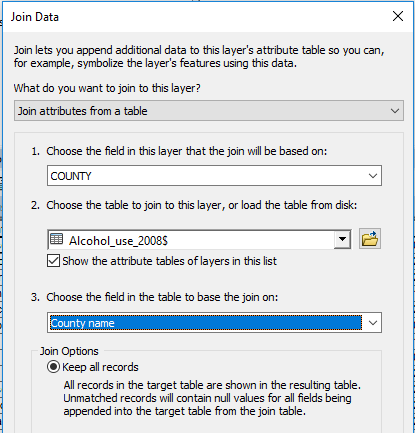 Join Data
Join lets you append additional data to this layer's attribute table so you can,
for example, symbolize the layer's features using this data.
What do you want to join to this layer?
Join attributes from a table
1. Choose the field in this layer that the join will be based on:
COUNTY
2. Choose the table to join to this layer, or load the table from disk:
Alcohol_use_2008$
Show the attribute tables of layers in this list
3. Choose the field in the table to base the join on:
County name
Join Options
Keep all records
All records in the target table are shown in the resulting table.
Unmatched records will contain null values for all fields being
appended into the target table from the join table.